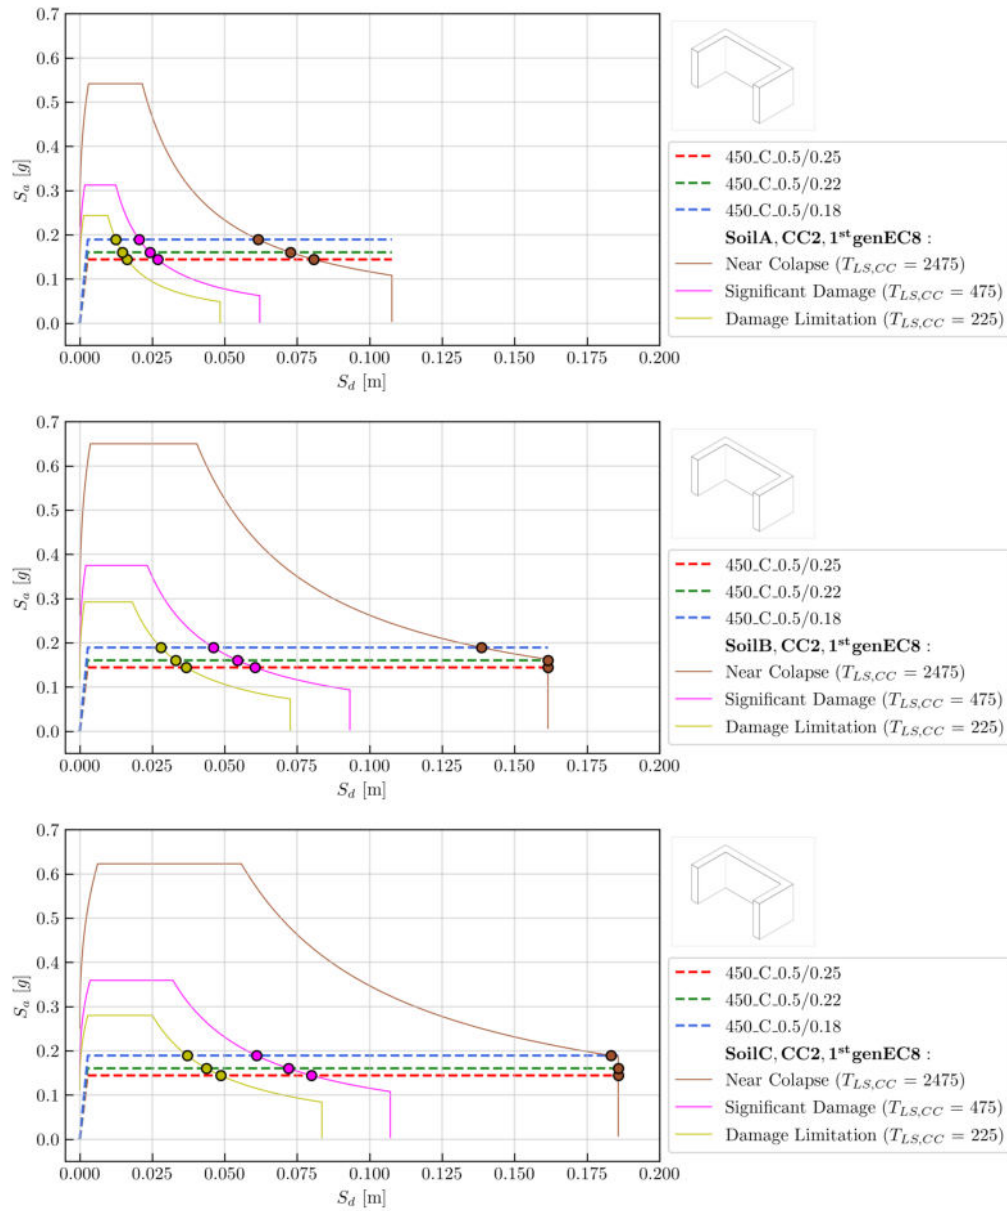 0.7
0.6
0.5
0.4
0.3
0.2
0.1
0.0
S_a [g]
0.000 0.025 0.050 0.075 0.100 0.125 0.150 0.175 0.200
S_d [m]
450_C_0.5/0.25
450_C_0.5/0.22
450_C_0.5/0.18
SoilA, CC2, 1st genEC8 :
Near Colapse (T_LS,CC = 2475)
Significant Damage (T_LS,CC = 475)
Damage Limitation (T_LS,CC = 225)
0.7
0.6
0.5
0.4
0.3
0.2
0.1
0.0
S_a [g]
0.000 0.025 0.050 0.075 0.100 0.125 0.150 0.175 0.200
S_d [m]
450_C_0.5/0.25
450_C_0.5/0.22
450_C_0.5/0.18
SoilB, CC2, 1st genEC8 :
Near Colapse (T_LS,CC = 2475)
Significant Damage (T_LS,CC = 475)
Damage Limitation (T_LS,CC = 225)
0.7
0.6
0.5
0.4
0.3
0.2
0.1
0.0
S_a [g]
0.000 0.025 0.050 0.075 0.100 0.125 0.150 0.175 0.200
S_d [m]
450_C_0.5/0.25
450_C_0.5/0.22
450_C_0.5/0.18
SoilC, CC2, 1st genEC8 :
Near Colapse (T_LS,CC = 2475)
Significant Damage (T_LS,CC = 475)
Damage Limitation (T_LS,CC = 225)